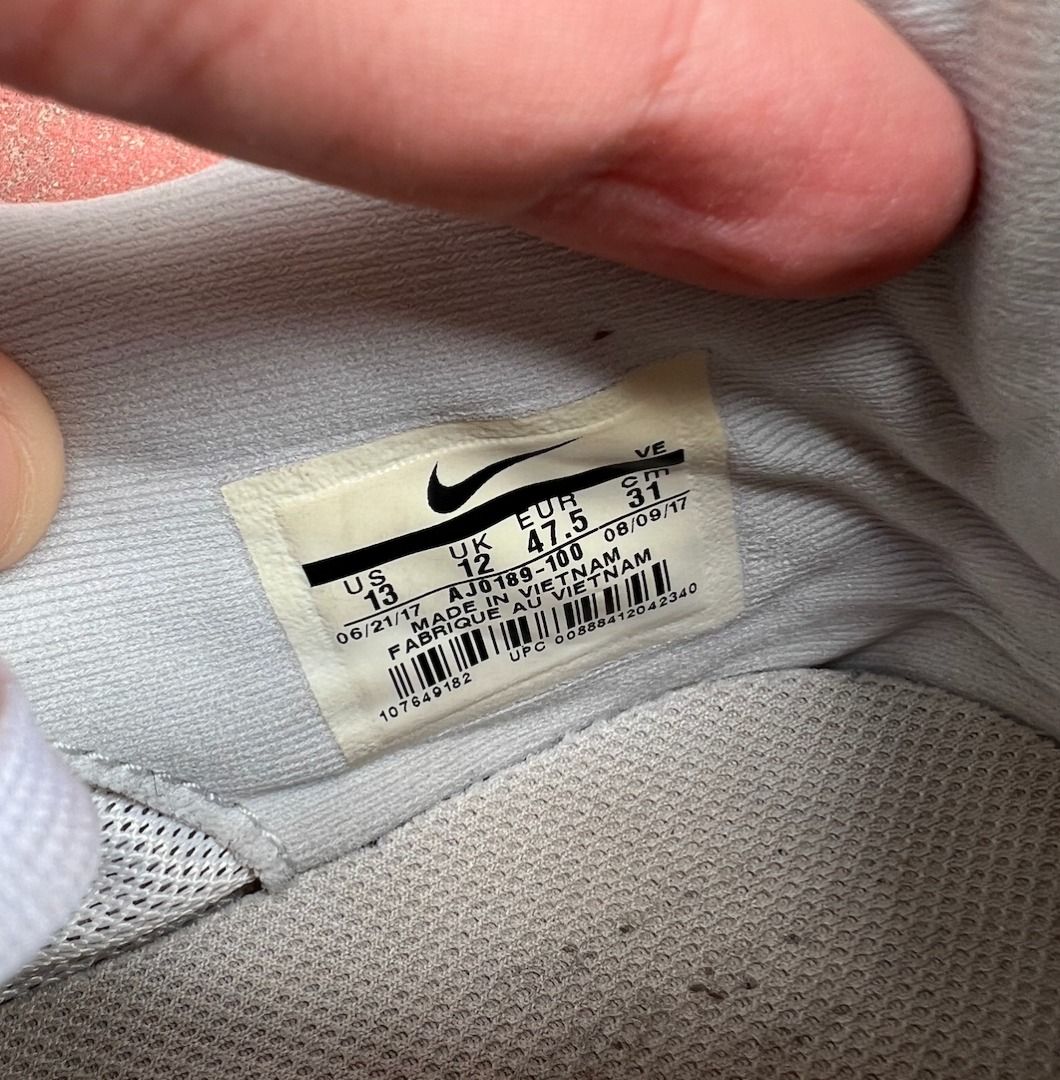 VE
US UK EUR cm
13 12 47.5 31
06/21/17 AJ0189-100 08/09/17
MADE IN VIETNAM
FABRIQUE AU VIETNAM
107649182 UPC 00888412042340